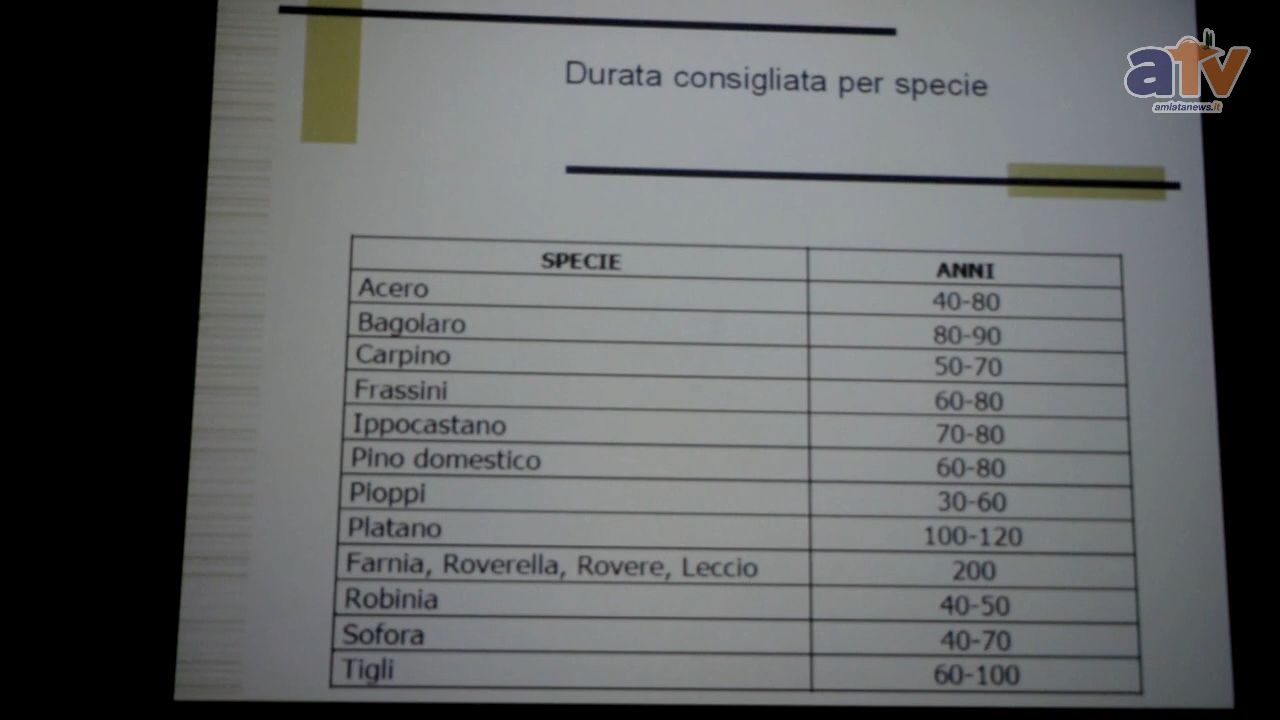 atv
amiatanews.it
Durata consigliata per specie
SPECIE ANNI
Acero 40-80
Bagolaro 80-90
Carpino 50-70
Frassini 60-80
Ippocastano 70-80
Pino domestico 60-80
Pioppi 30-60
Platano 100-120
Farnia, Roverella, Rovere, Leccio 200
Robinia 40-50
Sofora 40-70
Tigli 60-100